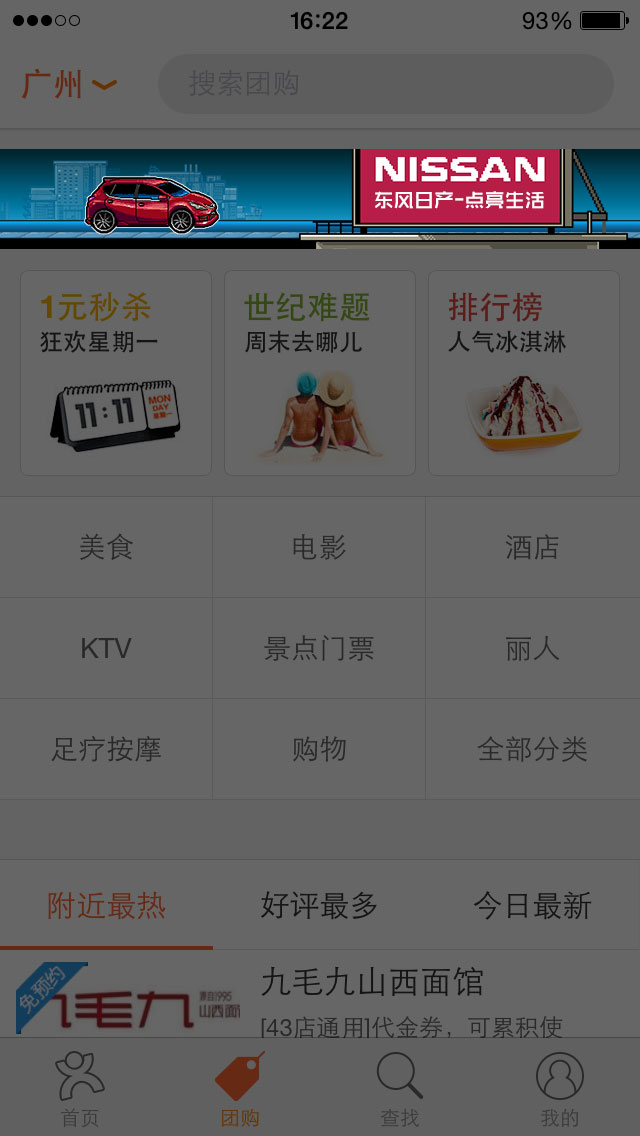 16:22
93%
广州
搜索团购
NISSAN
东风日产-点亮生活
1元秒杀
狂欢星期一
11:11
MON
DAY
星期一
世纪难题
周末去哪儿
排行榜
人气冰淇淋
美食
电影
酒店
KTV
景点门票
丽人
足疗按摩
购物
全部分类
附近最热
好评最多
今日最新
免预约
九毛九
源自1995
山西面
九毛九山西面馆
[43店通用]代金券，可累积使
首页
团购
查找
我的